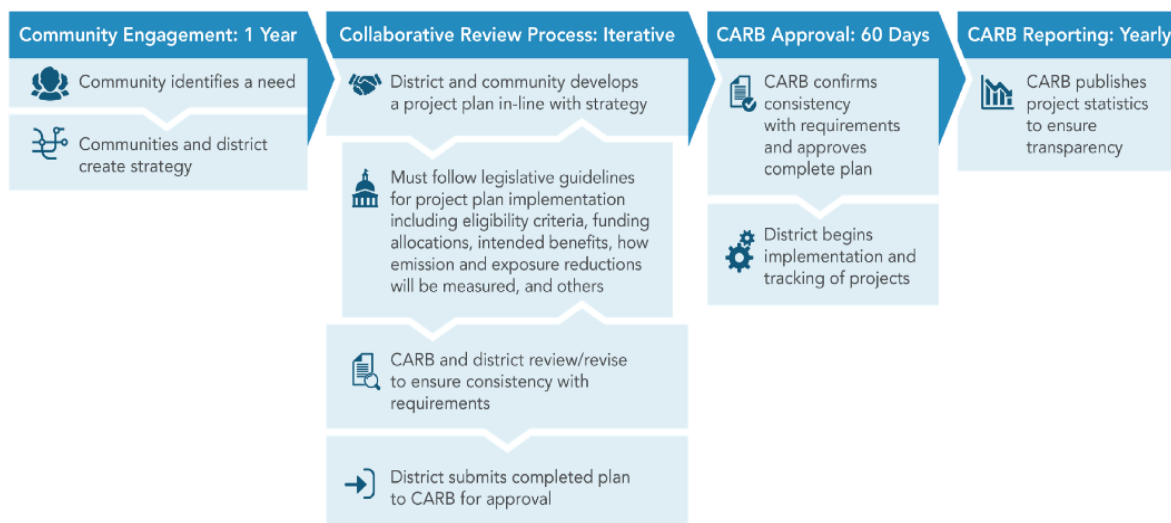 Community Engagement: 1 Year
Community identifies a need
Communities and district
create strategy
Collaborative Review Process: Iterative
District and community develops
a project plan in-line with strategy
Must follow legislative guidelines
for project plan implementation
including eligibility criteria, funding
allocations, intended benefits, how
emission and exposure reductions
will be measured, and others
CARB and district review/revise
to ensure consistency with
requirements
District submits completed plan
to CARB for approval
CARB Approval: 60 Days
CARB confirms
consistency
with requirements
and approves
complete plan
District begins
implementation and
tracking of projects
CARB Reporting: Yearly
CARB publishes
project statistics
to ensure
transparency